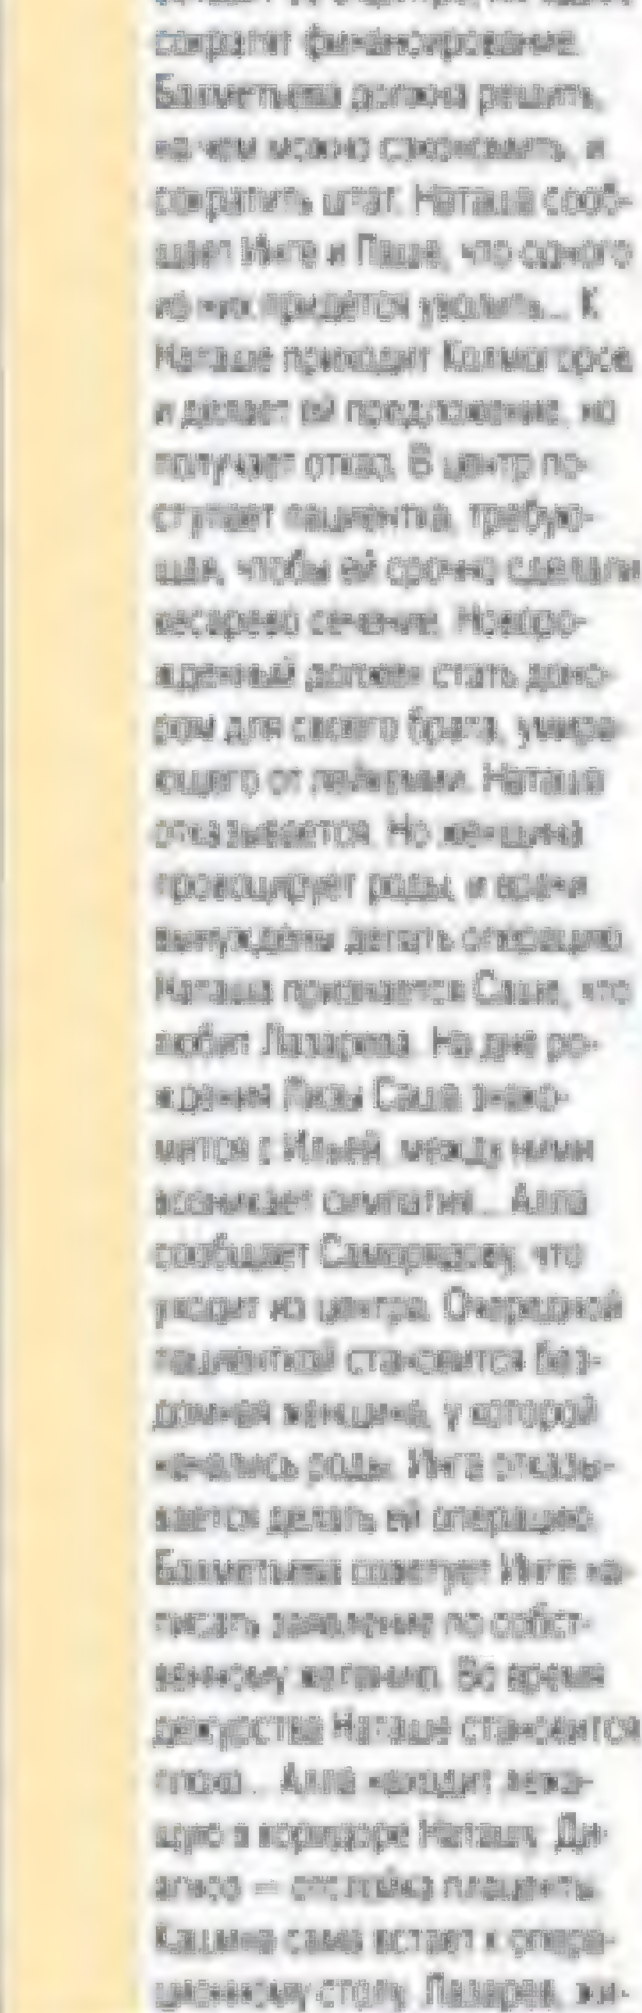 сократит финансирование.
Бахметьева должна решить,
на чем можно сэкономить, и
сократить штат. Наташа сооб-
щает Инге и Паше, что одного
из них придется уволить... К
Наташе приходит Колмогоров
и делает ей предложение, но
получает отказ. В центр по-
ступает пациентка, требую-
щая, чтобы ей срочно сделали
кесарево сечение. Новоро-
жденный должен стать доно-
ром для своего брата, умира-
ющего от лейкемии. Наташа
отказывается. Но женщина
провоцирует роды, и врачи
вынуждены делать операцию.
Наташа признается Саше, что
любит Лазарева. На дне ро-
ждения Лизы Саша знако-
мится с Ильей, между ними
возникает симпатия... Алла
сообщает Самородову, что
уходит из центра. Очередной
пациенткой становится без-
домная женщина, у которой
начались роды. Инга отказы-
вается делать ей операцию.
Бахметьева советует Инге на-
писать заявление по собст-
венному желанию. Во время
дежурства Наташе становится
плохо... Алла находит лежа-
щую в коридоре Наташу. Ди-
агноз — отслойка плаценты.
сама встает к опера-
ционному столу. Лазарев,